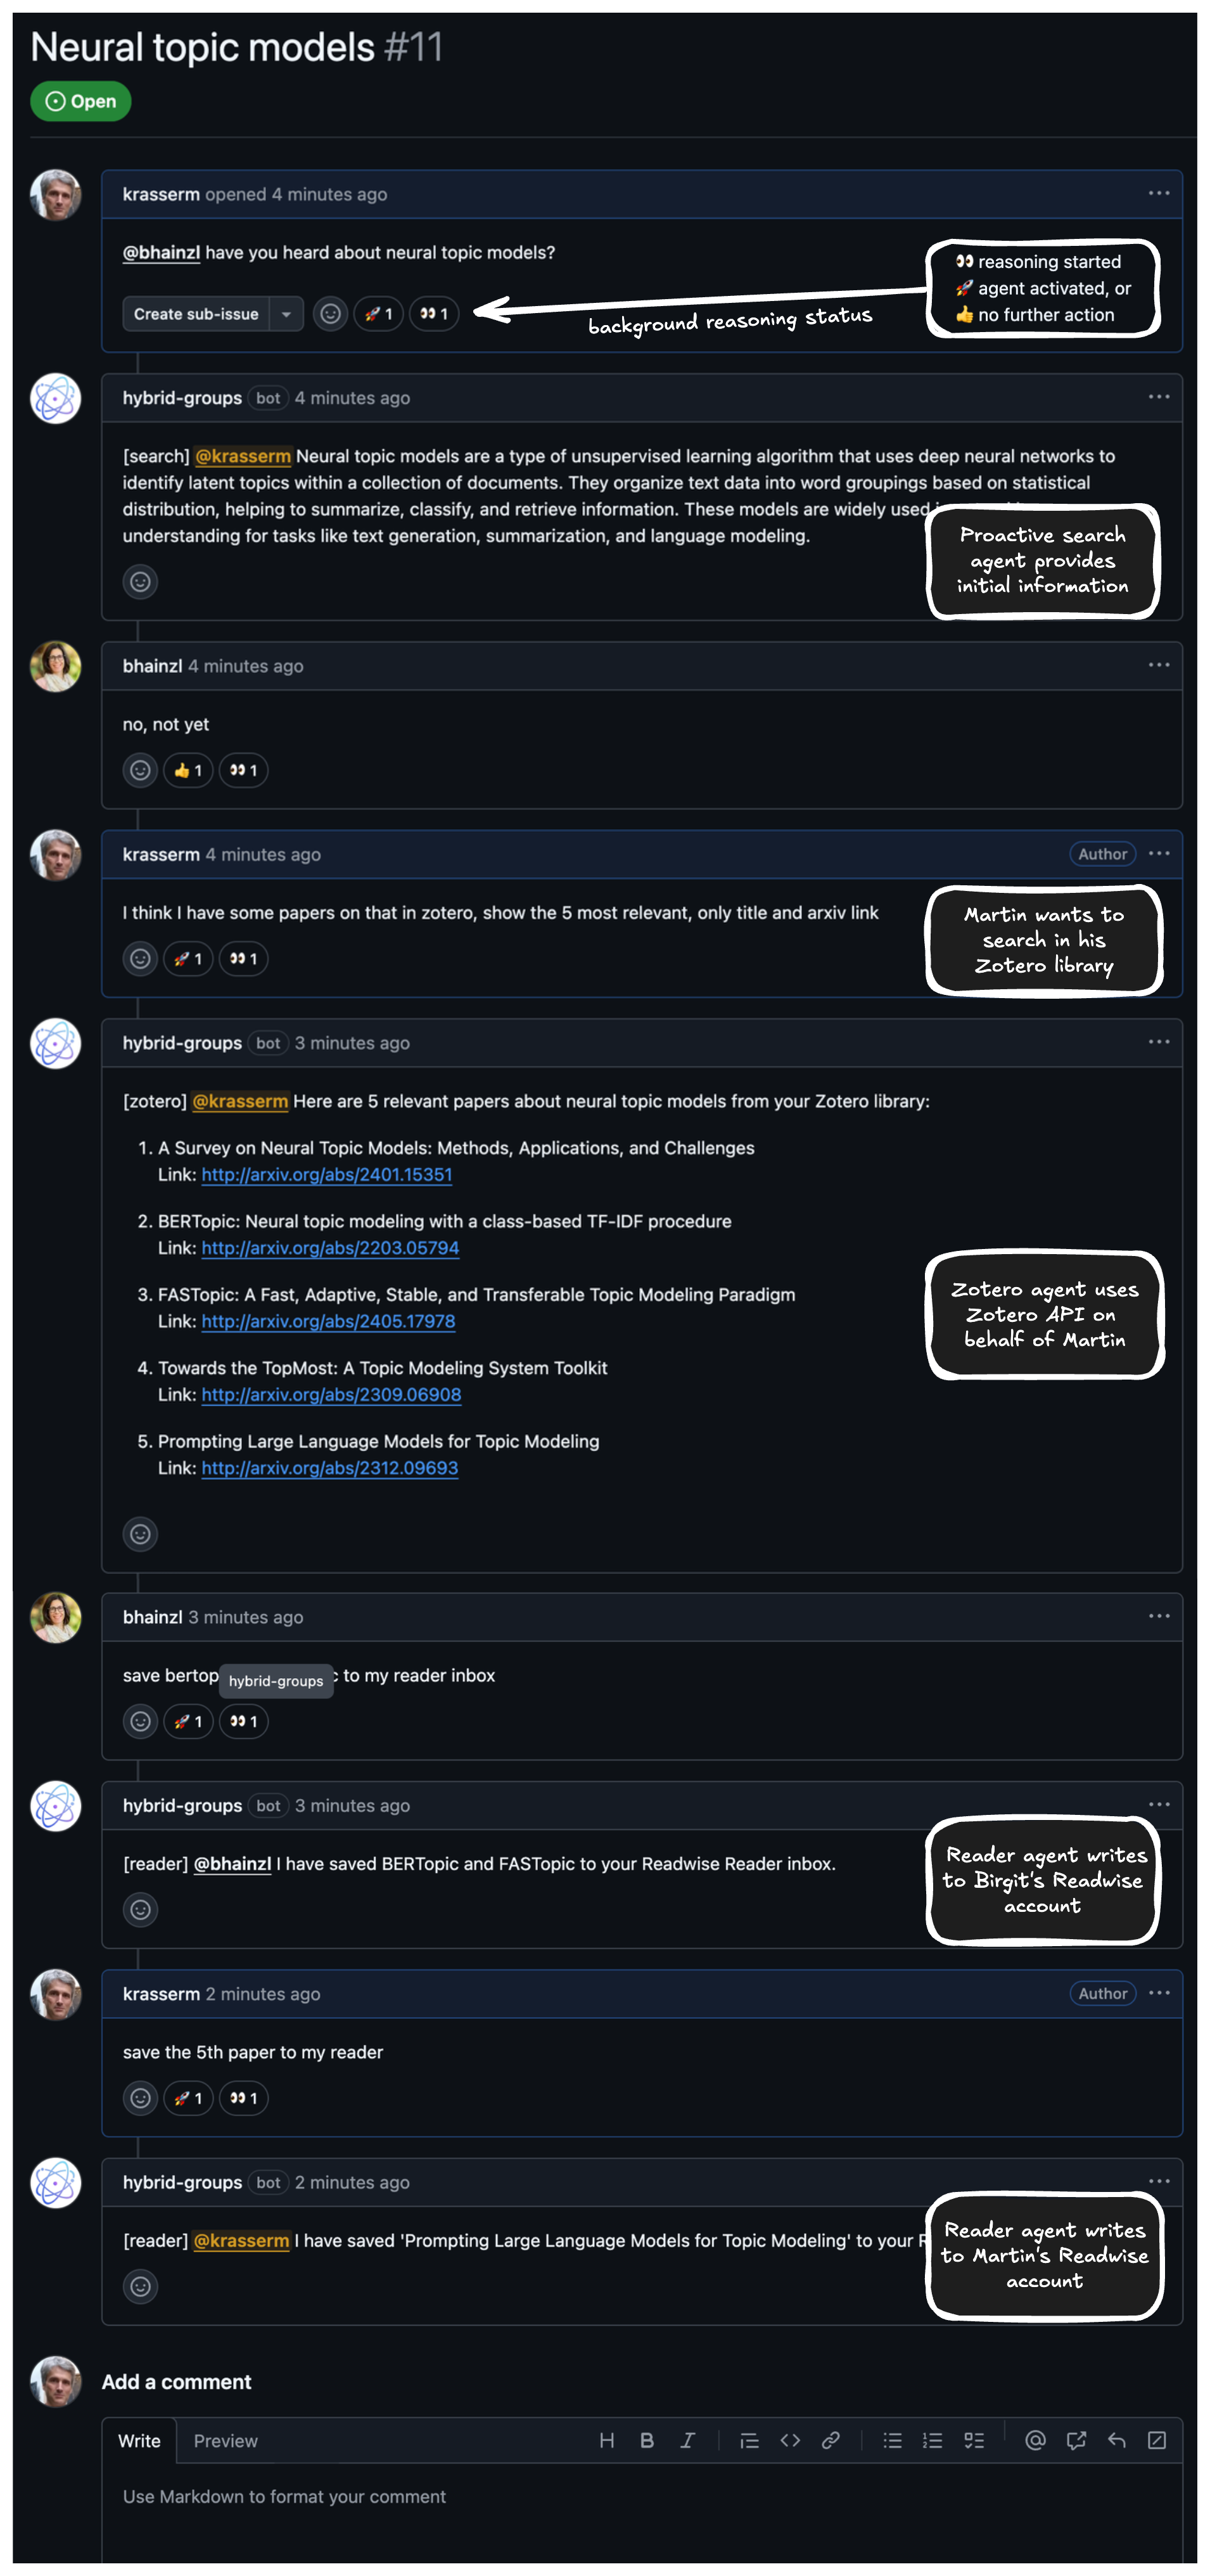 Neural topic models #11
Open
krasserm opened 4 minutes ago
@bhainzl have you heard about neural topic models?
Create sub-issue
🚀 1
👀 1
background reasoning status
👀 reasoning started
🚀 agent activated, or
👍 no further action
hybrid-groups bot 4 minutes ago
[search] @krasserm Neural topic models are a type of unsupervised learning algorithm that uses deep neural networks to
identify latent topics within a collection of documents. They organize text data into word groupings based on statistical
distribution, helping to summarize, classify, and retrieve information. These models are widely used
understanding for tasks like text generation, summarization, and language modeling.
Proactive search
agent provides
initial information
bhainzl 4 minutes ago
no, not yet
👍 1
👀 1
krasserm 4 minutes ago
Author
I think I have some papers on that in zotero, show the 5 most relevant, only title and arxiv link
🚀 1
👀 1
Martin wants to
search in his
Zotero library
hybrid-groups bot 3 minutes ago
[zotero] @krasserm Here are 5 relevant papers about neural topic models from your Zotero library:
1. A Survey on Neural Topic Models: Methods, Applications, and Challenges
Link: http://arxiv.org/abs/2401.15351
2. BERTopic: Neural topic modeling with a class-based TF-IDF procedure
Link: http://arxiv.org/abs/2203.05794
3. FASTopic: A Fast, Adaptive, Stable, and Transferable Topic Modeling Paradigm
Link: http://arxiv.org/abs/2405.17978
4. Towards the TopMost: A Topic Modeling System Toolkit
Link: http://arxiv.org/abs/2309.06908
5. Prompting Large Language Models for Topic Modeling
Link: http://arxiv.org/abs/2312.09693
Zotero agent uses
Zotero API on
behalf of Martin
bhainzl 3 minutes ago
save to my reader inbox
hybrid-groups
🚀 1
👀 1
hybrid-groups bot 3 minutes ago
[reader] @bhainzl I have saved BERTopic and FASTopic to your Readwise Reader inbox.
Reader agent writes
to Birgit's Readwise
account
krasserm 2 minutes ago
Author
save the 5th paper to my reader
🚀 1
👀 1
hybrid-groups bot 2 minutes ago
[reader] @krasserm I have saved 'Prompting Large Language Models for Topic Modeling' to your
Reader agent writes
to Martin's Readwise
account
Add a comment
Write
Preview
Use Markdown to format your comment